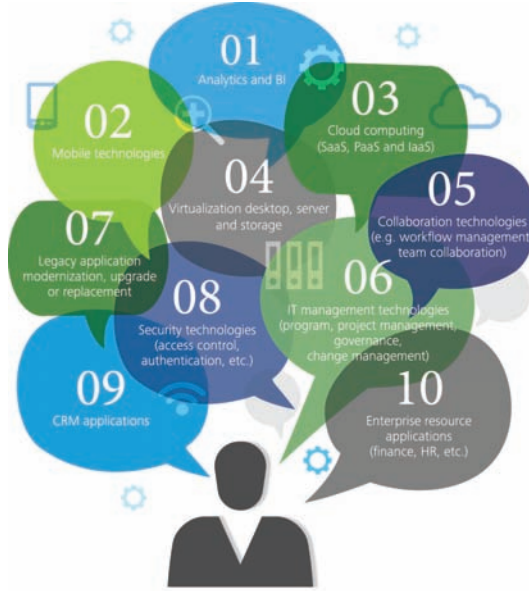 01
Analytics and BI
02
Mobile technologies
03
Cloud computing
(SaaS, PaaS and IaaS)
04
Virtualization desktop, server
and storage
05
Collaboration technologies
(e.g. workflow management,
team collaboration)
06
IT management technologies
(program, project management,
governance,
change management)
07
Legacy application
modernization, upgrade
or replacement
08
Security technologies
(access control,
authentication, etc.)
09
CRM applications
10
Enterprise resource
applications
(finance, HR, etc.)